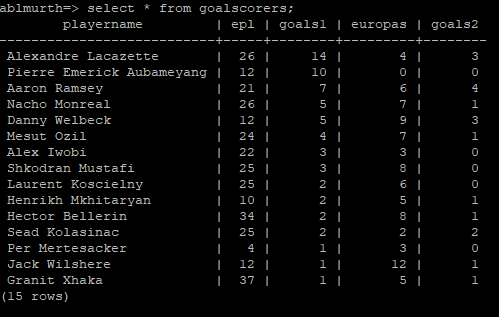 ablmurth=> select * from goalscorers;
playername | epl | goals1 | europas | goals2
---------------------------+-----+--------+---------+--------
Alexandre Lacazette | 26 | 14 | 4 | 3
Pierre Emerick Aubameyang | 12 | 10 | 0 | 0
Aaron Ramsey | 21 | 7 | 6 | 4
Nacho Monreal | 26 | 5 | 7 | 1
Danny Welbeck | 12 | 5 | 9 | 3
Mesut Ozil | 24 | 4 | 7 | 1
Alex Iwobi | 22 | 3 | 3 | 0
Shkodran Mustafi | 25 | 3 | 8 | 0
Laurent Koscielny | 25 | 2 | 6 | 0
Henrikh Mkhitaryan | 10 | 2 | 5 | 1
Hector Bellerin | 34 | 2 | 8 | 1
Sead Kolasinac | 25 | 2 | 2 | 2
Per Mertesacker | 4 | 1 | 3 | 0
Jack Wilshere | 12 | 1 | 12 | 1
Granit Xhaka | 37 | 1 | 5 | 1
(15 rows)